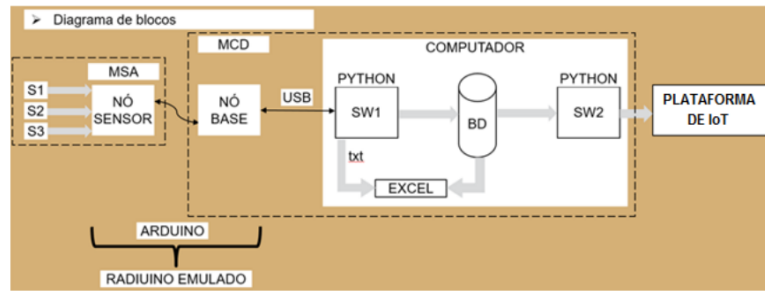 ➢ Diagrama de blocos
MCD
COMPUTADOR
MSA
S1
S2
S3
NÓ
SENSOR
NÓ
BASE
USB
PYTHON
SW1
txt
BD
EXCEL
PYTHON
SW2
PLATAFORMA
DE IoT
ARDUINO
RADIUINO EMULADO